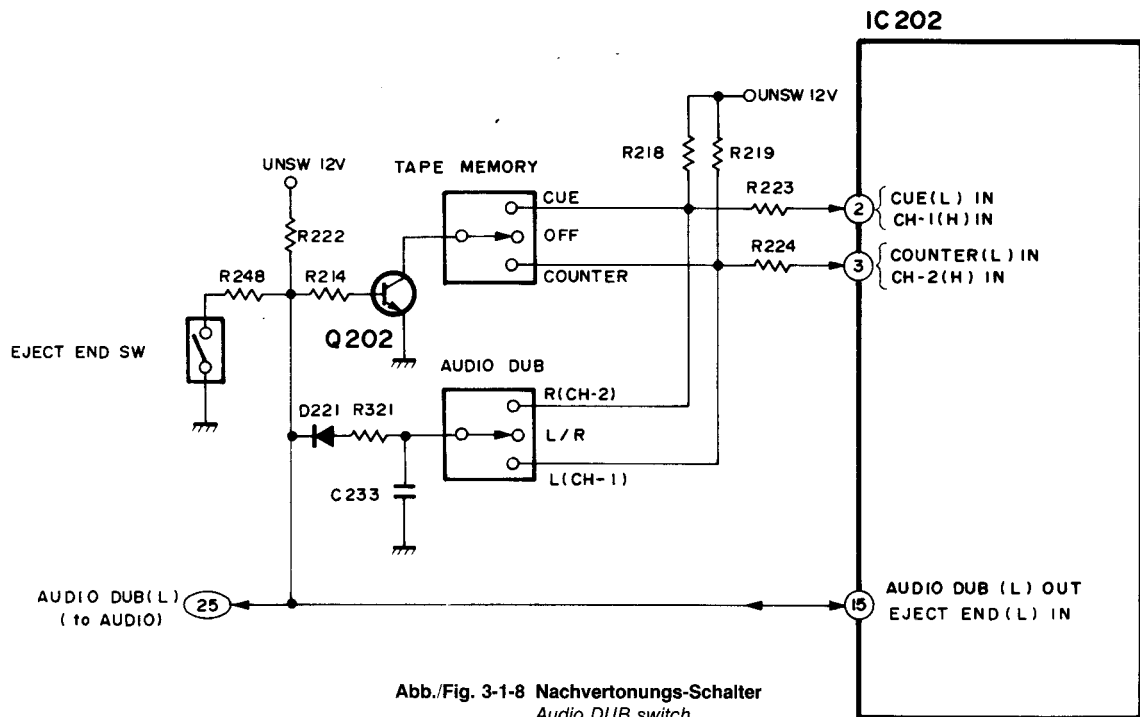 IC 202
UNSW 12V
R218
R219
UNSW 12V
TAPE MEMORY
R223
CUE
2
CUE(L) IN
CH-1(H) IN
R222
OFF
R224
COUNTER
3
COUNTER(L) IN
CH-2(H) IN
R248
R214
Q202
EJECT END SW
AUDIO DUB
R(CH-2)
D221
R321
L/R
C233
L(CH-1)
AUDIO DUB(L)
(to AUDIO)
25
15
AUDIO DUB (L) OUT
EJECT END(L) IN
Abb./Fig. 3-1-8 Nachvertonungs-Schalter
Audio DUB switch